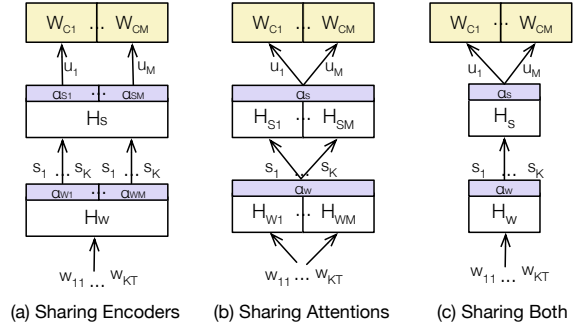 W_C1 ... W_CM
u_1 u_M
α_S1 ... α_SM
H_S
s_1 ... s_K s_1 ... s_K
α_W1 ... α_WM
H_W
w_11 ... w_KT
(a) Sharing Encoders
W_C1 ... W_CM
u_1 u_M
α_s
H_S1 ... H_SM
s_1 ... s_K
α_w
H_W1 ... H_WM
w_11 ... w_KT
(b) Sharing Attentions
W_C1 ... W_CM
u_1 u_M
α_s
H_S
s_1 ... s_K
α_w
H_W
w_11 ... w_KT
(c) Sharing Both